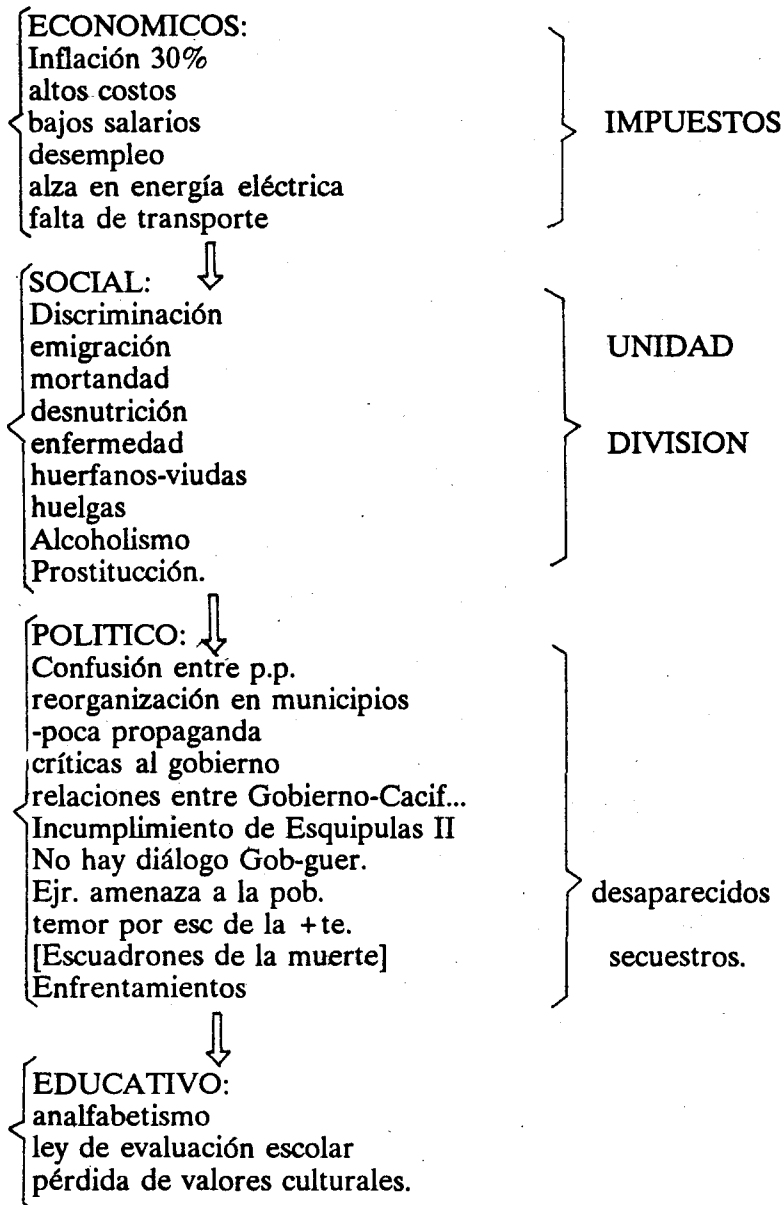 ECONOMICOS:
Inflación 30%
altos costos
bajos salarios
IMPUESTOS
desempleo
alza en energía eléctrica
falta de transporte
SOCIAL:
Discriminación
emigración
UNIDAD
mortandad
desnutrición
enfermedad
DIVISION
huerfanos-viudas
huelgas
Alcoholismo
Prostitucción.
POLITICO:
Confusión entre p.p.
reorganización en municipios
-poca propaganda
críticas al gobierno
relaciones entre Gobierno-Cacif...
Incumplimiento de Esquipulas II
No hay diálogo Gob-guer.
Ejr. amenaza a la pob.
desaparecidos
temor por esc de la +te.
[Escuadrones de la muerte]
secuestros.
Enfrentamientos
EDUCATIVO:
analfabetismo
ley de evaluación escolar
pérdida de valores culturales.